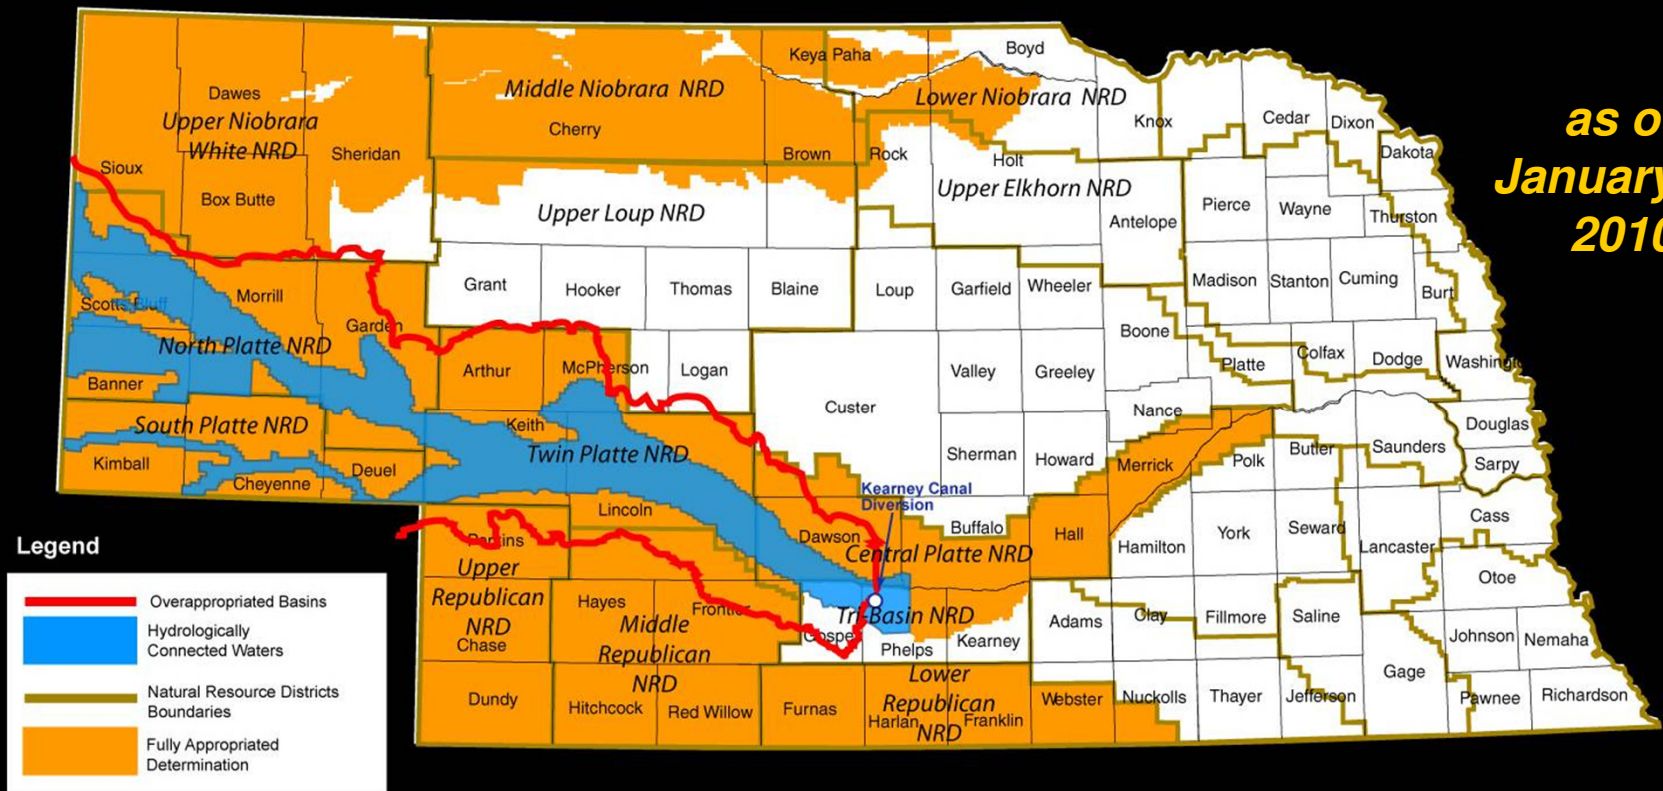 Boyd
Keya Paha
Dawes
Middle Niobrara NRD
Lower Niobrara NRD
Upper Niobrara
White NRD
Cherry
Knox
Cedar
Dixon
as o
January
2010
Sioux
Sheridan
Brown
Rock
Holt
Dakota
Box Butte
Upper Loup NRD
Upper Elkhorn NRD
Antelope
Pierce
Wayne
Thurston
Scotts Bluff
Morrill
Grant
Hooker
Thomas
Blaine
Loup
Garfield
Wheeler
Madison
Stanton
Cuming
Burt
Garden
North Platte NRD
Boone
Banner
Arthur
McPherson
Logan
Valley
Greeley
Platte
Colfax
Dodge
Washington
South Platte NRD
Keith
Custer
Nance
Douglas
Kimball
Cheyenne
Deuel
Twin Platte NRD
Sherman
Howard
Merrick
Polk
Butler
Saunders
Sarpy
Kearney Canal
Diversion
Lincoln
Buffalo
Cass
Perkins
Dawson
Central Platte NRD
Hall
Hamilton
York
Seward
Lancaster
Upper
Republican
NRD
Chase
Hayes
Frontier
Middle
Republican
NRD
Tri-Basin NRD
Gosper
Phelps
Kearney
Adams
Clay
Fillmore
Saline
Otoe
Johnson
Nemaha
Dundy
Hitchcock
Red Willow
Furnas
Lower
Republican
NRD
Harlan
Franklin
Webster
Nuckolls
Thayer
Jefferson
Gage
Pawnee
Richardson
Legend
Overappropriated Basins
Hydrologically
Connected Waters
Natural Resource Districts
Boundaries
Fully Appropriated
Determination